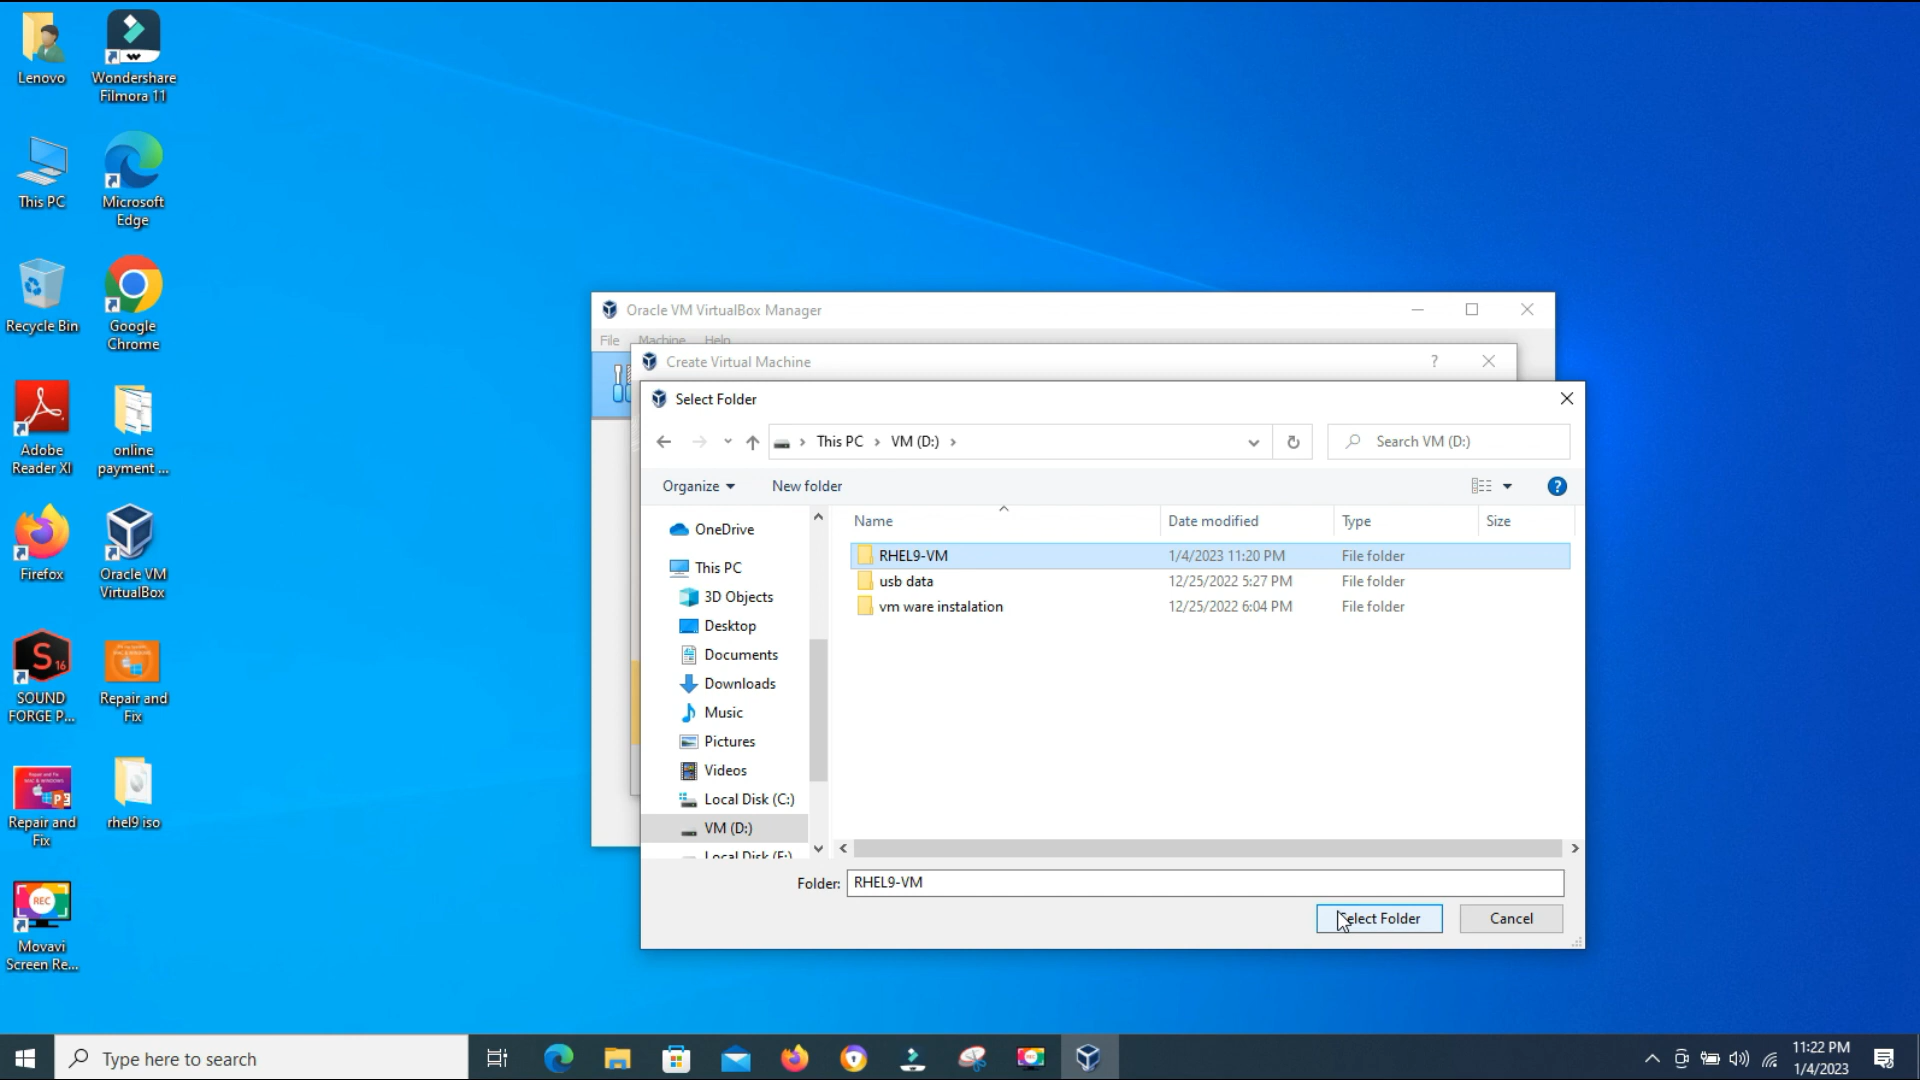 Lenovo
Wondershare
Filmora 11
This PC
Microsoft
Edge
Recycle Bin
Google
Chrome
Adobe
Reader XI
online
payment ...
Firefox
Oracle VM
VirtualBox
SOUND
FORGE P...
Repair and
Fix
Repair and
Fix
rhel9 iso
Movavi
Screen Re...
S 16
REC
Oracle VM VirtualBox Manager
File Machine Help
Create Virtual Machine
?
Select Folder
This PC > VM (D:) >
Search VM (D:)
Organize
New folder
?
OneDrive
This PC
3D Objects
Desktop
Documents
Downloads
Music
Pictures
Videos
Local Disk (C:)
VM (D:)
Local Disk (E:)
Name Date modified Type Size
RHEL9-VM 1/4/2023 11:20 PM File folder
usb data 12/25/2022 5:27 PM File folder
vm ware instalation 12/25/2022 6:04 PM File folder
Folder: RHEL9-VM
Select Folder
Cancel
Type here to search
11:22 PM
1/4/2023